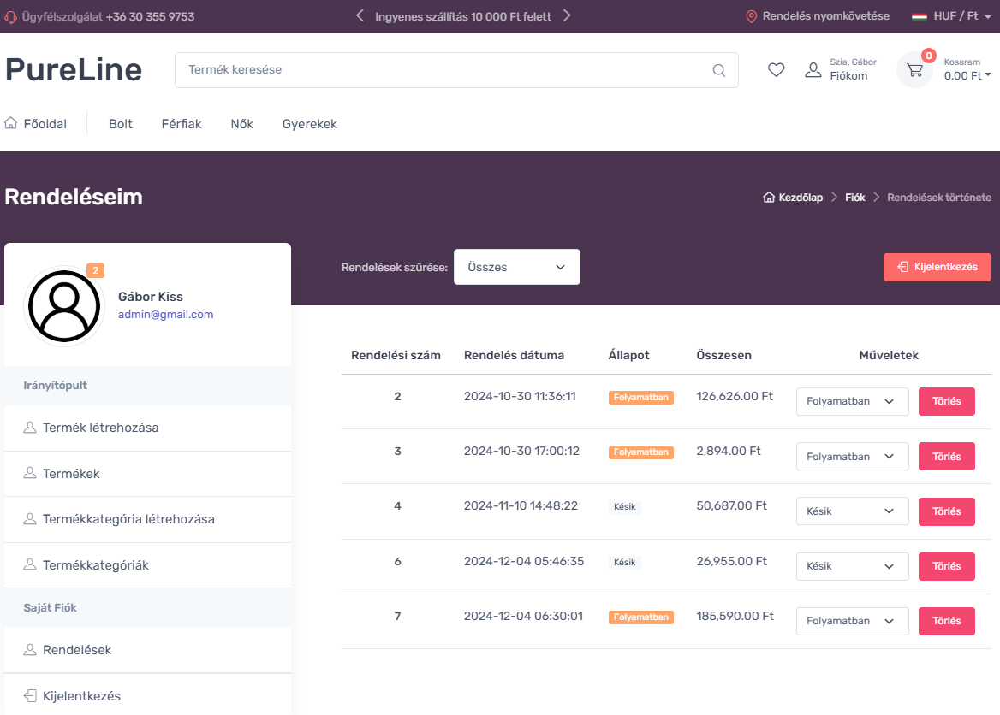 Ügyfélszolgálat +36 30 355 9753
Ingyenes szállítás 10 000 Ft felett
Rendelés nyomkövetése
HUF / Ft
PureLine
Termék keresése
Szia, Gábor
Fiókom
0
Kosaram
0.00 Ft
Főoldal
Bolt
Férfiak
Nők
Gyerekek
Rendeléseim
Kezdőlap
Fiók
Rendelések története
2
Gábor Kiss
admin@gmail.com
Irányítópult
Termék létrehozása
Termékek
Termékkategória létrehozása
Termékkategóriák
Saját Fiók
Rendelések
Kijelentkezés
Rendelések szűrése:
Összes
Kijelentkezés
Rendelési szám Rendelés dátuma Állapot Összesen Műveletek
2 2024-10-30 11:36:11 Folyamatban 126,626.00 Ft Folyamatban Törlés
3 2024-10-30 17:00:12 Folyamatban 2,894.00 Ft Folyamatban Törlés
4 2024-11-10 14:48:22 Késik 50,687.00 Ft Késik Törlés
6 2024-12-04 05:46:35 Késik 26,955.00 Ft Késik Törlés
7 2024-12-04 06:30:01 Folyamatban 185,590.00 Ft Folyamatban Törlés